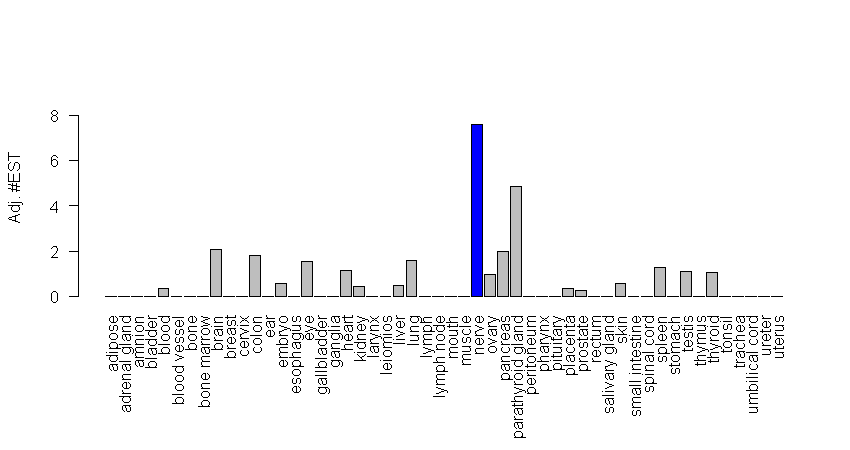 Adj. #EST
8
6
4
2
0
adipose
adrenal gland
amnion
bladder
blood
blood vessel
bone
bone marrow
brain
breast
cervix
colon
ear
embryo
esophagus
eye
gallbladder
ganglia
heart
kidney
larynx
leiomios
liver
lung
lymph
lymph node
mouth
muscle
nerve
ovary
pancreas
parathyroid gland
peritoneum
pharynx
pituitary
placenta
prostate
rectum
salivary gland
skin
small intestine
spinal cord
spleen
stomach
testis
thymus
thyroid
tonsil
trachea
umbilical cord
ureter
uterus